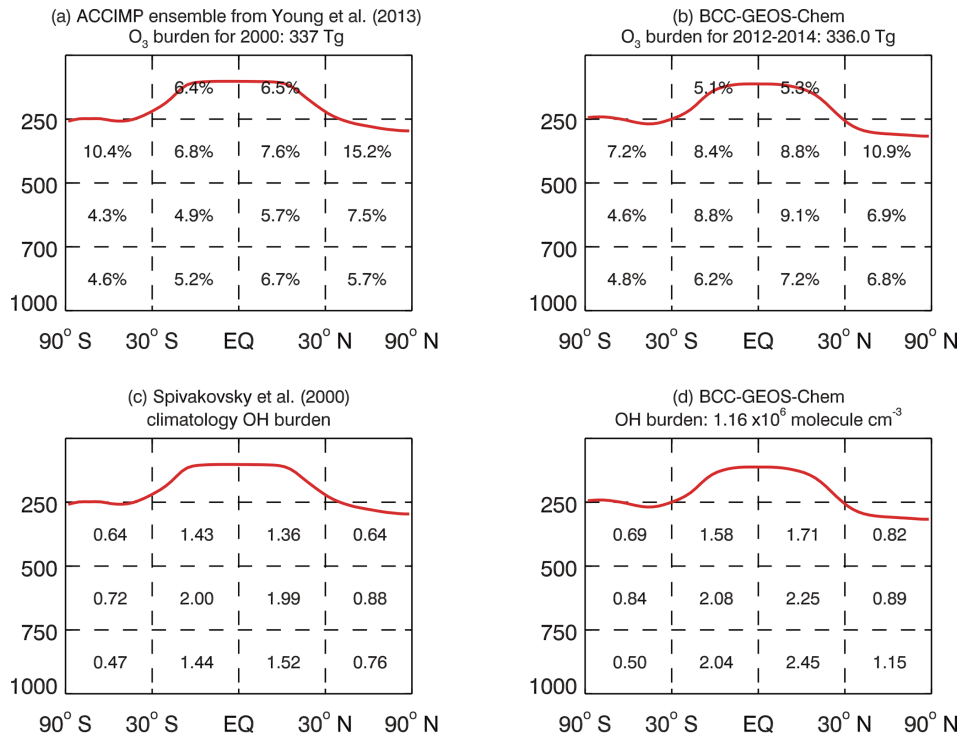 (a) ACCIMP ensemble from Young et al. (2013)
O3 burden for 2000: 337 Tg
6.4% 6.5%
250
10.4% 6.8% 7.6% 15.2%
500
4.3% 4.9% 5.7% 7.5%
700
4.6% 5.2% 6.7% 5.7%
1000
90° S 30° S EQ 30° N 90° N
(b) BCC-GEOS-Chem
O3 burden for 2012-2014: 336.0 Tg
5.1% 5.3%
250
7.2% 8.4% 8.8% 10.9%
500
4.6% 8.8% 9.1% 6.9%
700
4.8% 6.2% 7.2% 6.8%
1000
90° S 30° S EQ 30° N 90° N
(c) Spivakovsky et al. (2000)
climatology OH burden
250
0.64 1.43 1.36 0.64
500
0.72 2.00 1.99 0.88
750
0.47 1.44 1.52 0.76
1000
90° S 30° S EQ 30° N 90° N
(d) BCC-GEOS-Chem
OH burden: 1.16 x10⁶ molecule cm⁻³
250
0.69 1.58 1.71 0.82
500
0.84 2.08 2.25 0.89
750
0.50 2.04 2.45 1.15
1000
90° S 30° S EQ 30° N 90° N